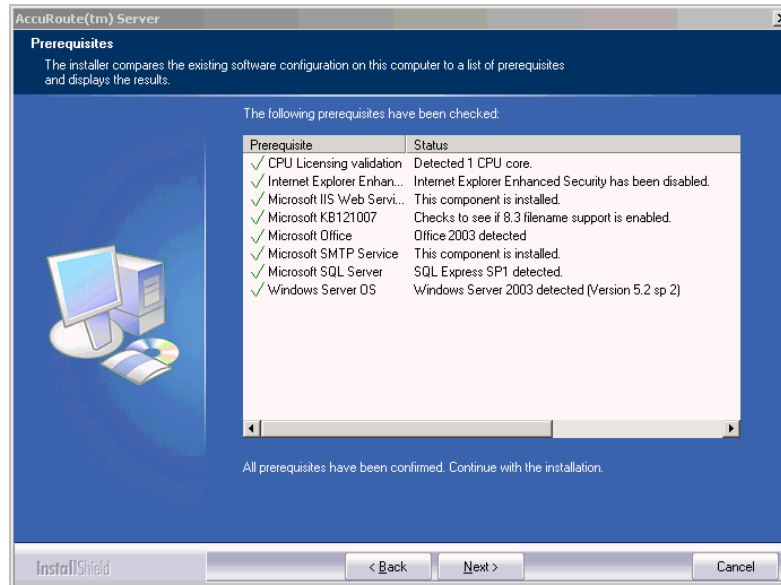 AccuRoute(tm) Server
Prerequisites
The installer compares the existing software configuration on this computer to a list of prerequisites
and displays the results.
The following prerequisites have been checked:
Prerequisite Status
CPU Licensing validation Detected 1 CPU core.
Internet Explorer Enhan... Internet Explorer Enhanced Security has been disabled.
Microsoft IIS Web Servi... This component is installed.
Microsoft KB121007 Checks to see if 8.3 filename support is enabled.
Microsoft Office Office 2003 detected
Microsoft SMTP Service This component is installed.
Microsoft SQL Server SQL Express SP1 detected.
Windows Server OS Windows Server 2003 detected (Version 5.2 sp 2)
All prerequisites have been confirmed. Continue with the installation.
InstallShield
< Back Next > Cancel